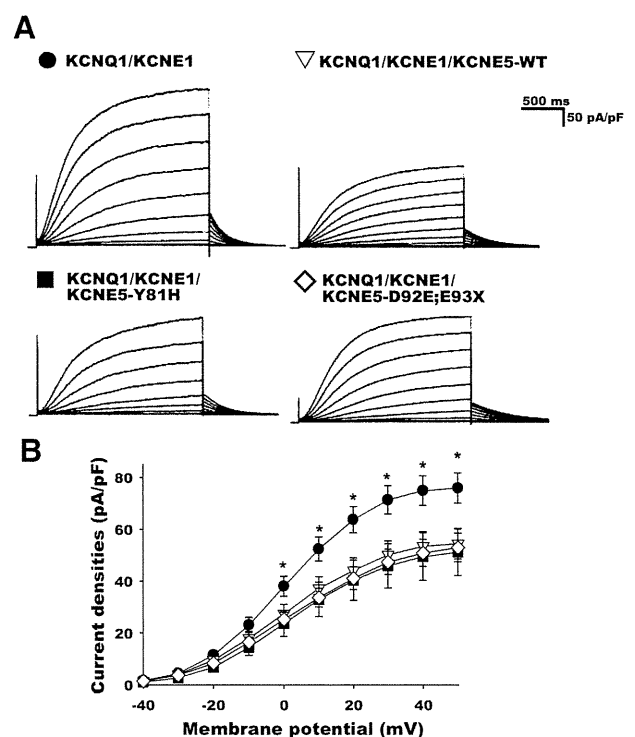 A
KCNQ1/KCNE1
KCNQ1/KCNE1/KCNE5-WT
500 ms
50 pA/pF
KCNQ1/KCNE1/
KCNE5-Y81H
KCNQ1/KCNE1/
KCNE5-D92E;E93X
B
Current densities (pA/pF)
80
60
40
20
0
* * * * * *
-40 -20 0 20 40
Membrane potential (mV)